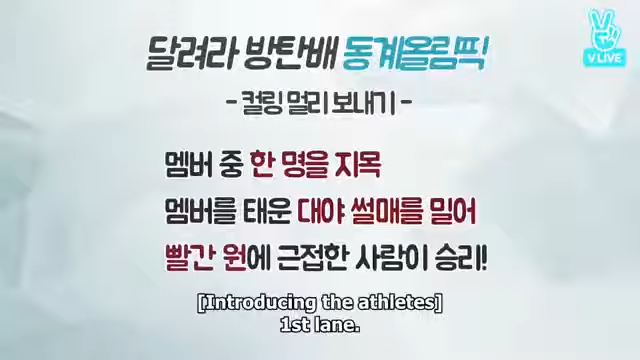 달려라 방탄배 동계올림픽
V LIVE
- 컬링 멀리 보내기 -
멤버 중 한 명을 지목
멤버를 태운 대야 썰매를 밀어
빨간 원에 근접한 사람이 승리!
[Introducing the athletes]
1st lane.